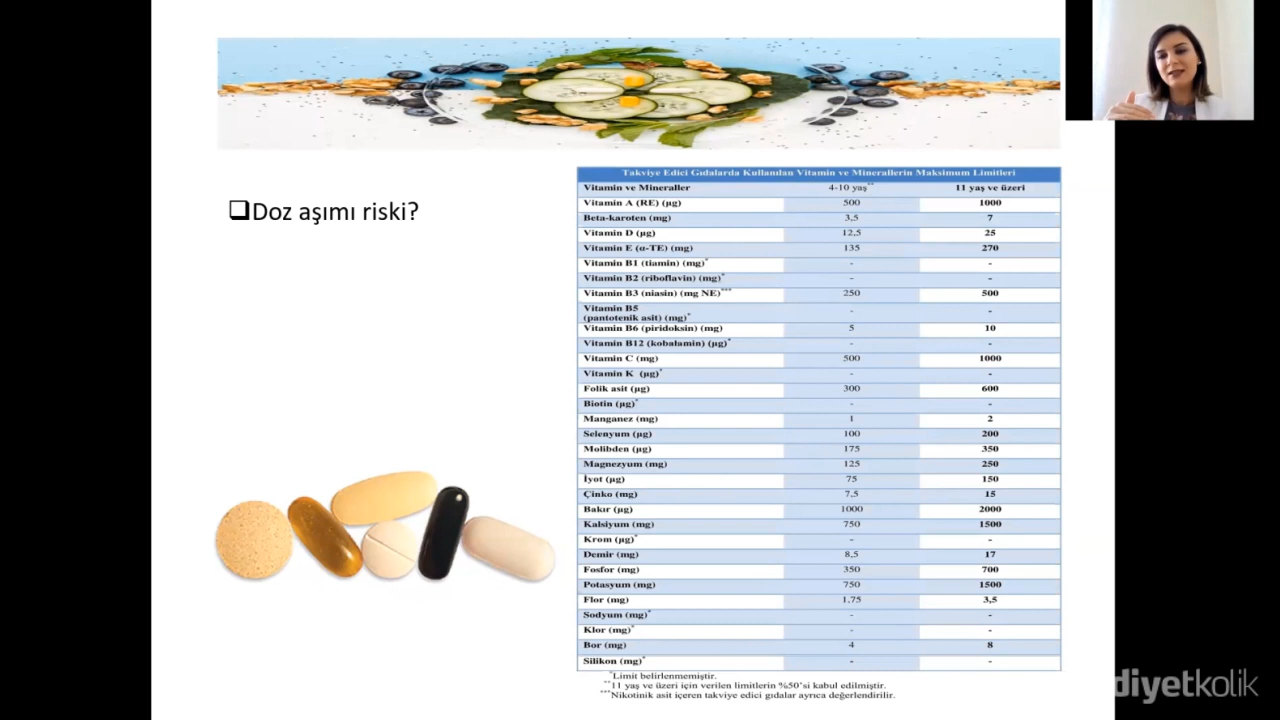 ❑Doz aşımı riski?
Takviye Edici Gıdalarda Kullanılan Vitamin ve Minerallerin Maksimum Limitleri
Vitamin ve Mineraller 4-10 yaş** 11 yaş ve üzeri
Vitamin A (RE) (µg) 500 1000
Beta-karoten (mg) 3,5 7
Vitamin D (µg) 12,5 25
Vitamin E (α-TE) (mg) 135 270
Vitamin B1 (tiamin) (mg)* - -
Vitamin B2 (riboflavin) (mg)* - -
Vitamin B3 (niasin) (mg NE)*** 250 500
Vitamin B5
(pantotenik asit) (mg)* - -
Vitamin B6 (piridoksin) (mg) 5 10
Vitamin B12 (kobalamin) (µg)* - -
Vitamin C (mg) 500 1000
Vitamin K (µg)* - -
Folik asit (µg) 300 600
Biotin (µg)* - -
Manganez (mg) 1 2
Selenyum (µg) 100 200
Molibden (µg) 175 350
Magnezyum (mg) 125 250
İyot (µg) 75 150
Çinko (mg) 7,5 15
Bakır (µg) 1000 2000
Kalsiyum (mg) 750 1500
Krom (µg)* - -
Demir (mg) 8,5 17
Fosfor (mg) 350 700
Potasyum (mg) 750 1500
Flor (mg) 1,75 3,5
Sodyum (mg)* - -
Klor (mg)* - -
Bor (mg) 4 8
Silikon (mg)* - -
*Limit belirlenmemiştir.
**11 yaş ve üzeri için verilen limitlerin %50'si kabul edilmiştir.
***Nikotinik asit içeren takviye edici gıdalar ayrıca değerlendirilir.
diyetkolik